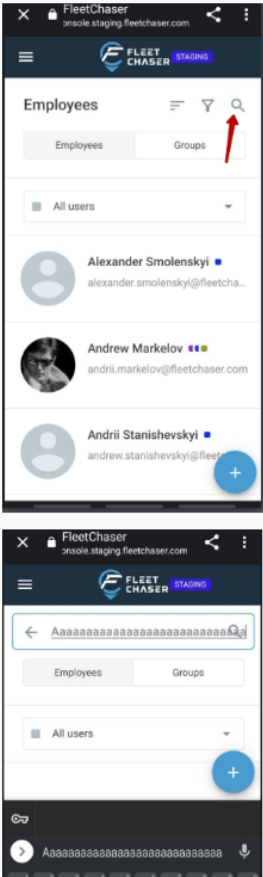 FleetChaser
onsole.staging.fleetchaser.com
FLEET
CHASER STAGING
Employees
Employees Groups
All users
Alexander Smolenskyi
alexander.smolenskyi@fleetcha...
Andrew Markelov
andrii.markelov@fleetchaser.com
Andrii Stanishevskyi
andrew.stanishevskyi@fleet
FleetChaser
onsole.staging.fleetchaser.com
FLEET
CHASER STAGING
Aaaaaaaaaaaaaaaaaaaaaaaaaaaaaa
Employees Groups
All users
Aaaaaaaaaaaaaaaaaaaaaaaaaaaaaa